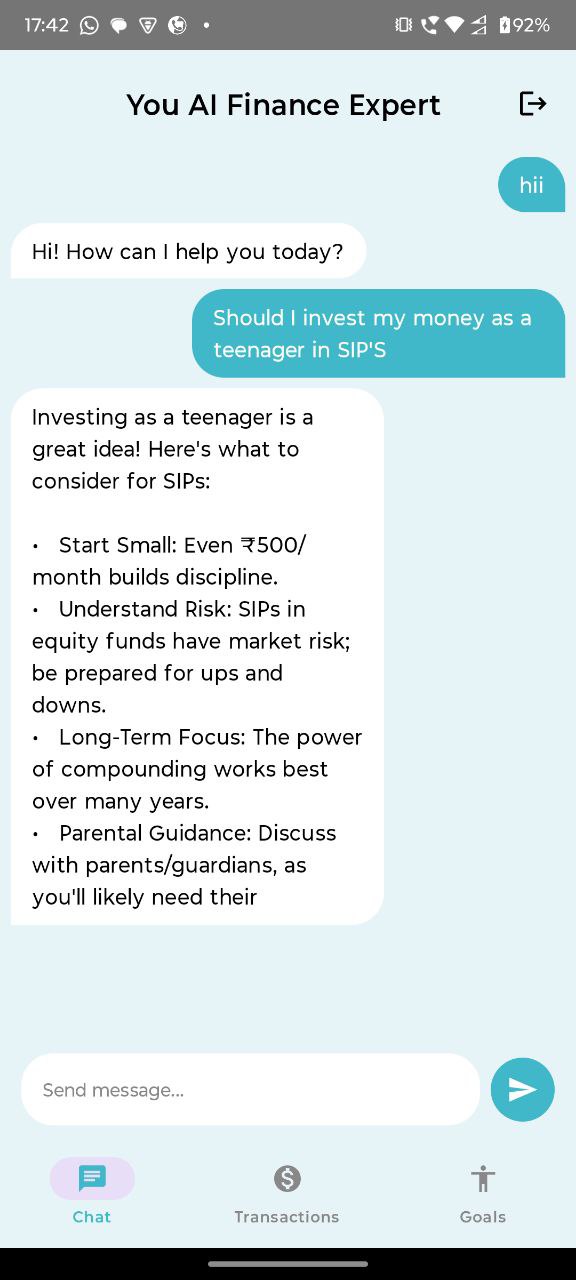 17:42
92%
You AI Finance Expert
hii
Hi! How can I help you today?
Should I invest my money as a
teenager in SIP'S
Investing as a teenager is a
great idea! Here's what to
consider for SIPs:
• Start Small: Even ₹500/
month builds discipline.
• Understand Risk: SIPs in
equity funds have market risk;
be prepared for ups and
downs.
• Long-Term Focus: The power
of compounding works best
over many years.
• Parental Guidance: Discuss
with parents/guardians, as
you'll likely need their
Send message...
Chat
Transactions
Goals